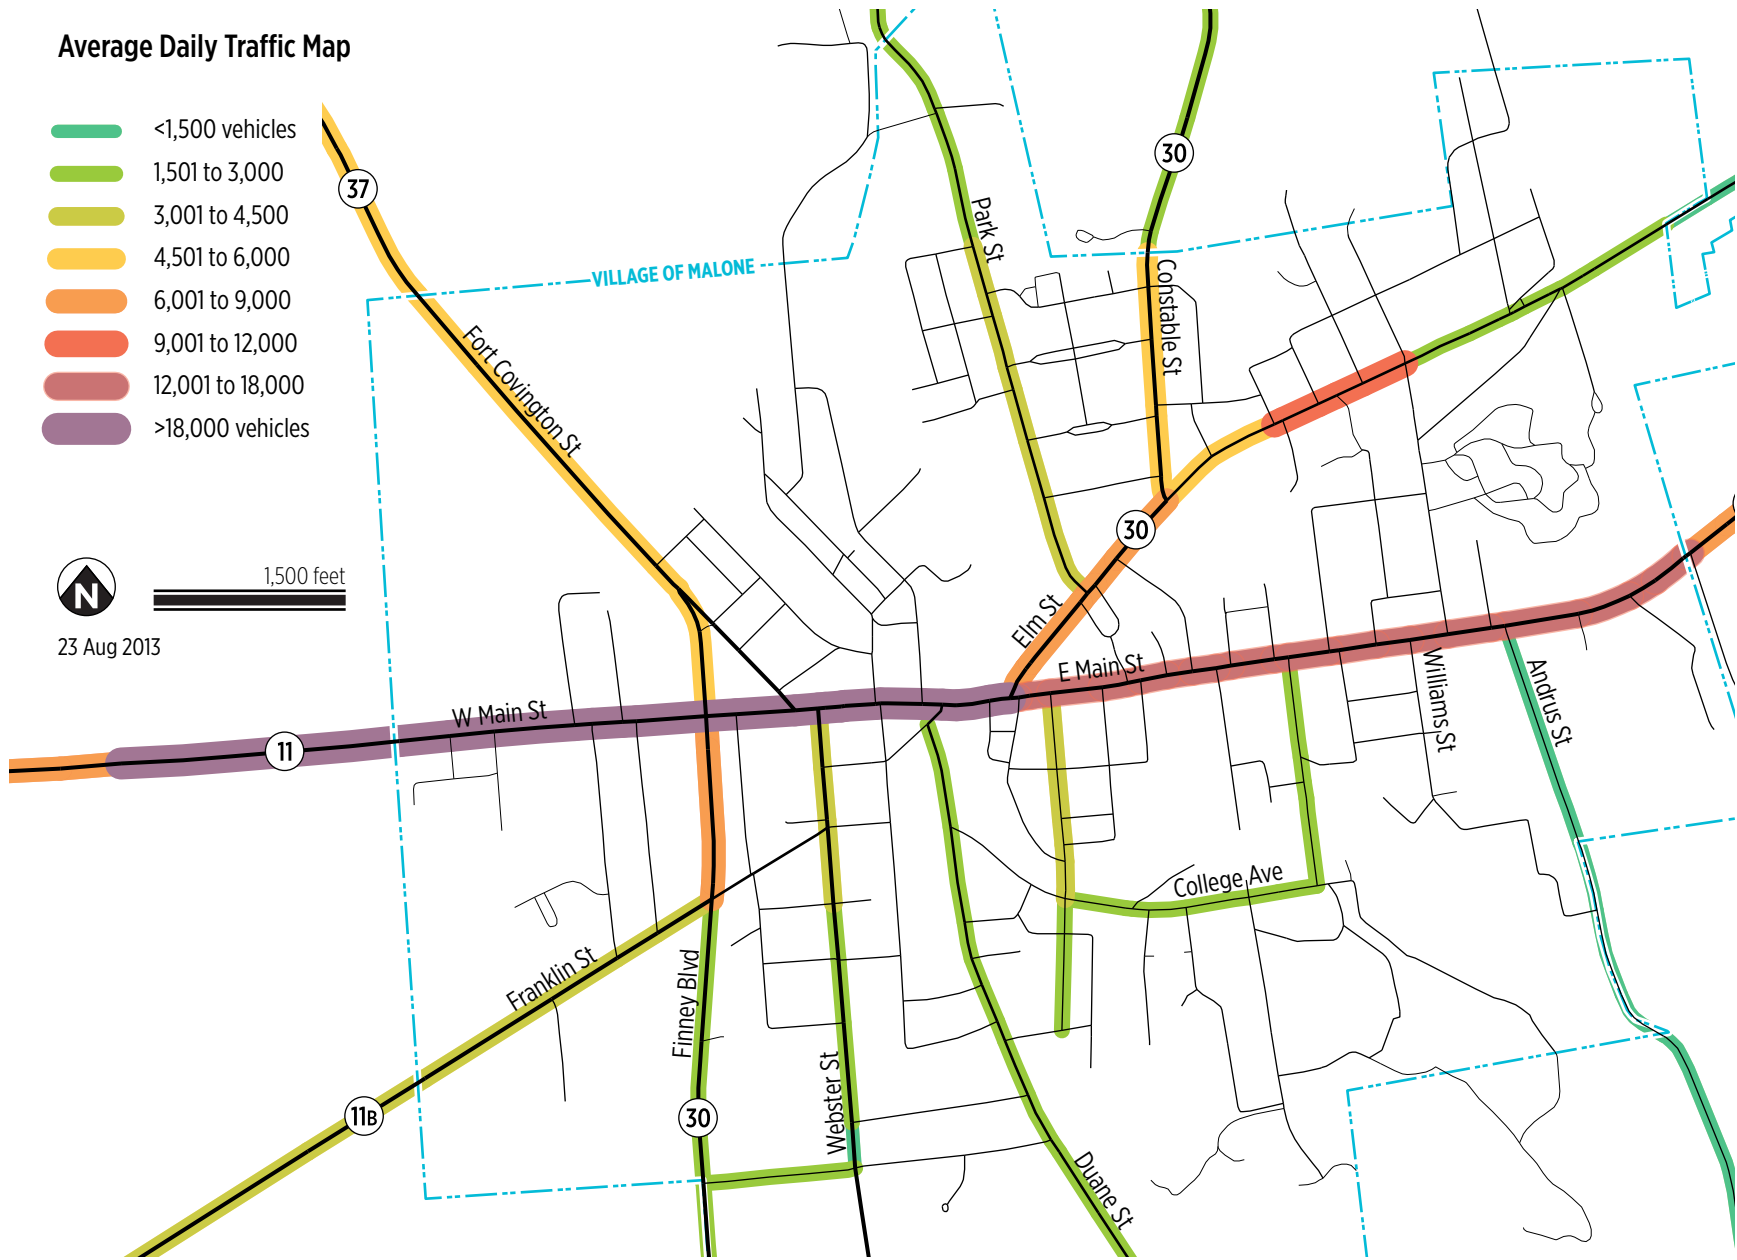 Average Daily Traffic Map
<1,500 vehicles
1,501 to 3,000
3,001 to 4,500
4,501 to 6,000
6,001 to 9,000
9,001 to 12,000
12,001 to 18,000
>18,000 vehicles
N
1,500 feet
23 Aug 2013
37
30
VILLAGE OF MALONE
Park St
Constable St
Fort Covington St
30
Elm St
E Main St
W Main St
11
Williams St
Andrus St
College Ave
Franklin St
Finney Blvd
Webster St
11B
30
Duane St